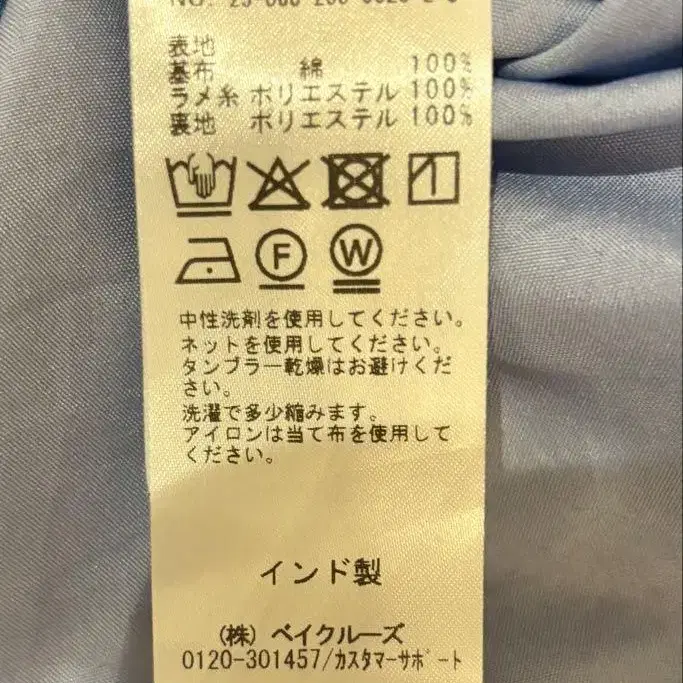 表地
基布 綿 100%
ラメ糸 ポリエステル 100%
裏地 ポリエステル 100%
F W
中性洗剤を使用してください。
ネットを使用してください。
タンブラー乾燥はお避けくだ
さい。
洗濯で多少縮みます。
アイロンは当て布を使用して
ください。
インド製
(株) ベイクルーズ
0120-301457/カスタマーサポート